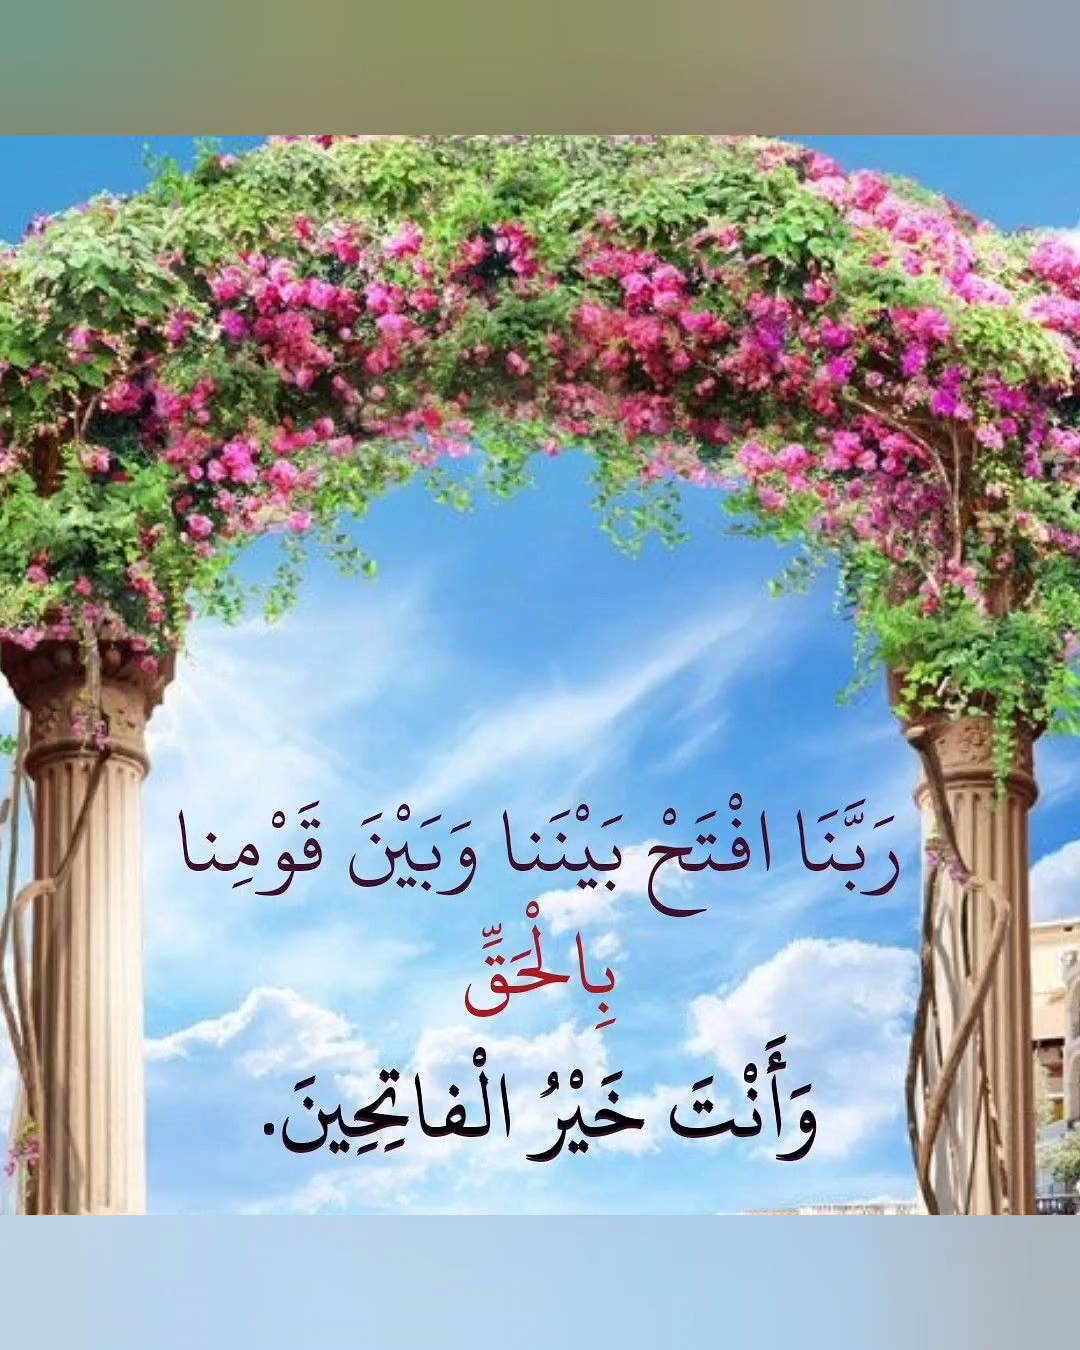 رَبَّنَا افْتَحْ بَيْنَنا وَبَيْنَ قَوْمِنا
بِالْحَقِّ
وَأَنْتَ خَيْرُ الْفاتِحِينَ.